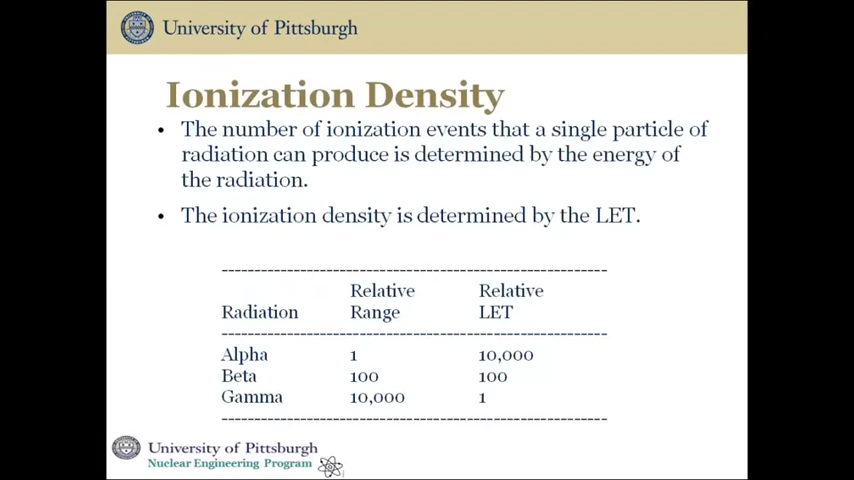 University of Pittsburgh
Ionization Density
• The number of ionization events that a single particle of
radiation can produce is determined by the energy of
the radiation.
• The ionization density is determined by the LET.
Relative Relative
Radiation Range LET
Alpha 1 10,000
Beta 100 100
Gamma 10,000 1
University of Pittsburgh
Nuclear Engineering Program